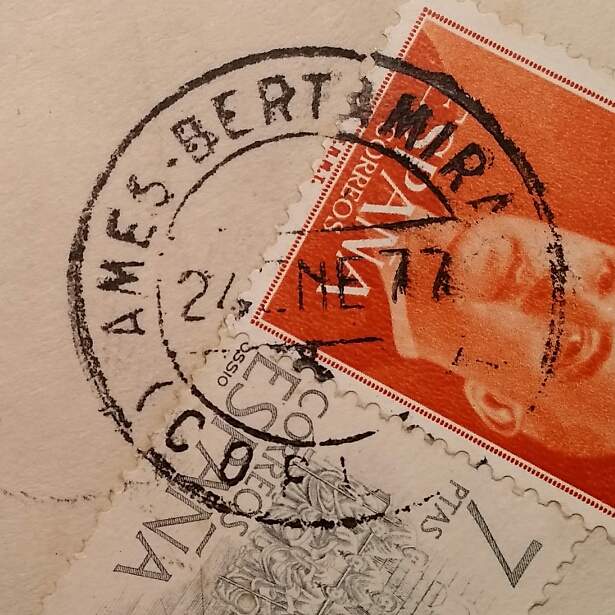 AMES-BERTAMIRA
24 ENE 77
ESPAÑA
CORREOS
CORREOS
ESPAÑA
7
PTAS